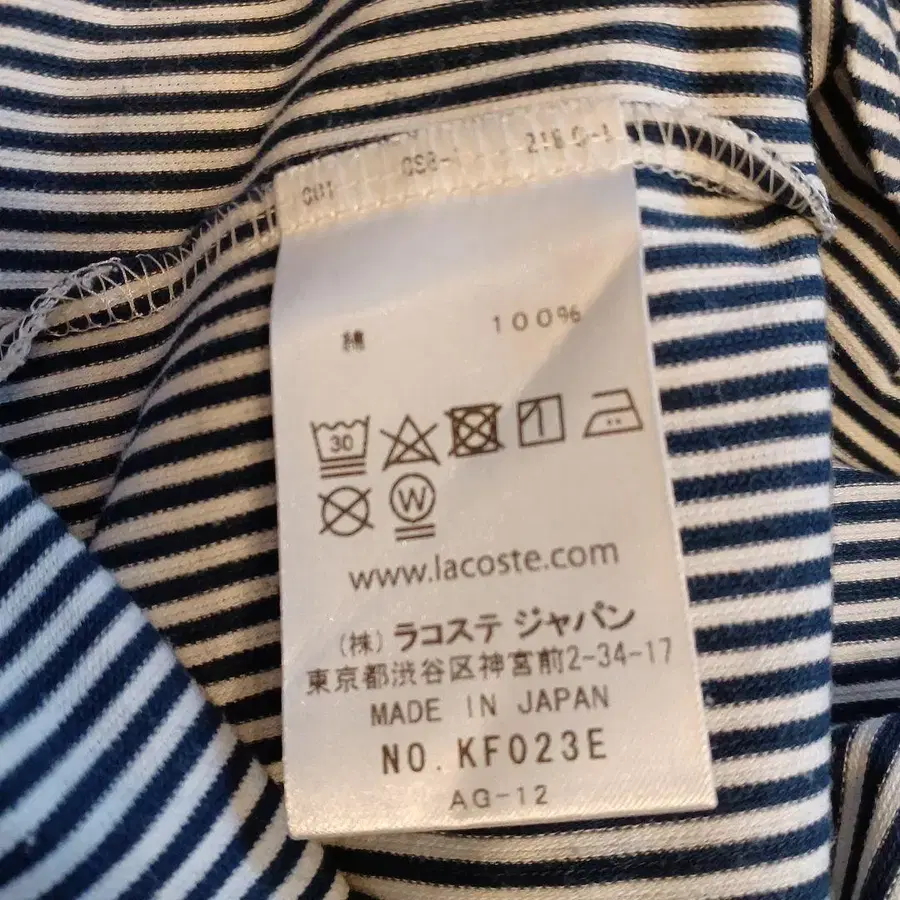 綿 100%
30
W
www.lacoste.com
(株) ラコステ ジャパン
東京都渋谷区神宮前2-34-17
MADE IN JAPAN
NO. KF023E
AG-12